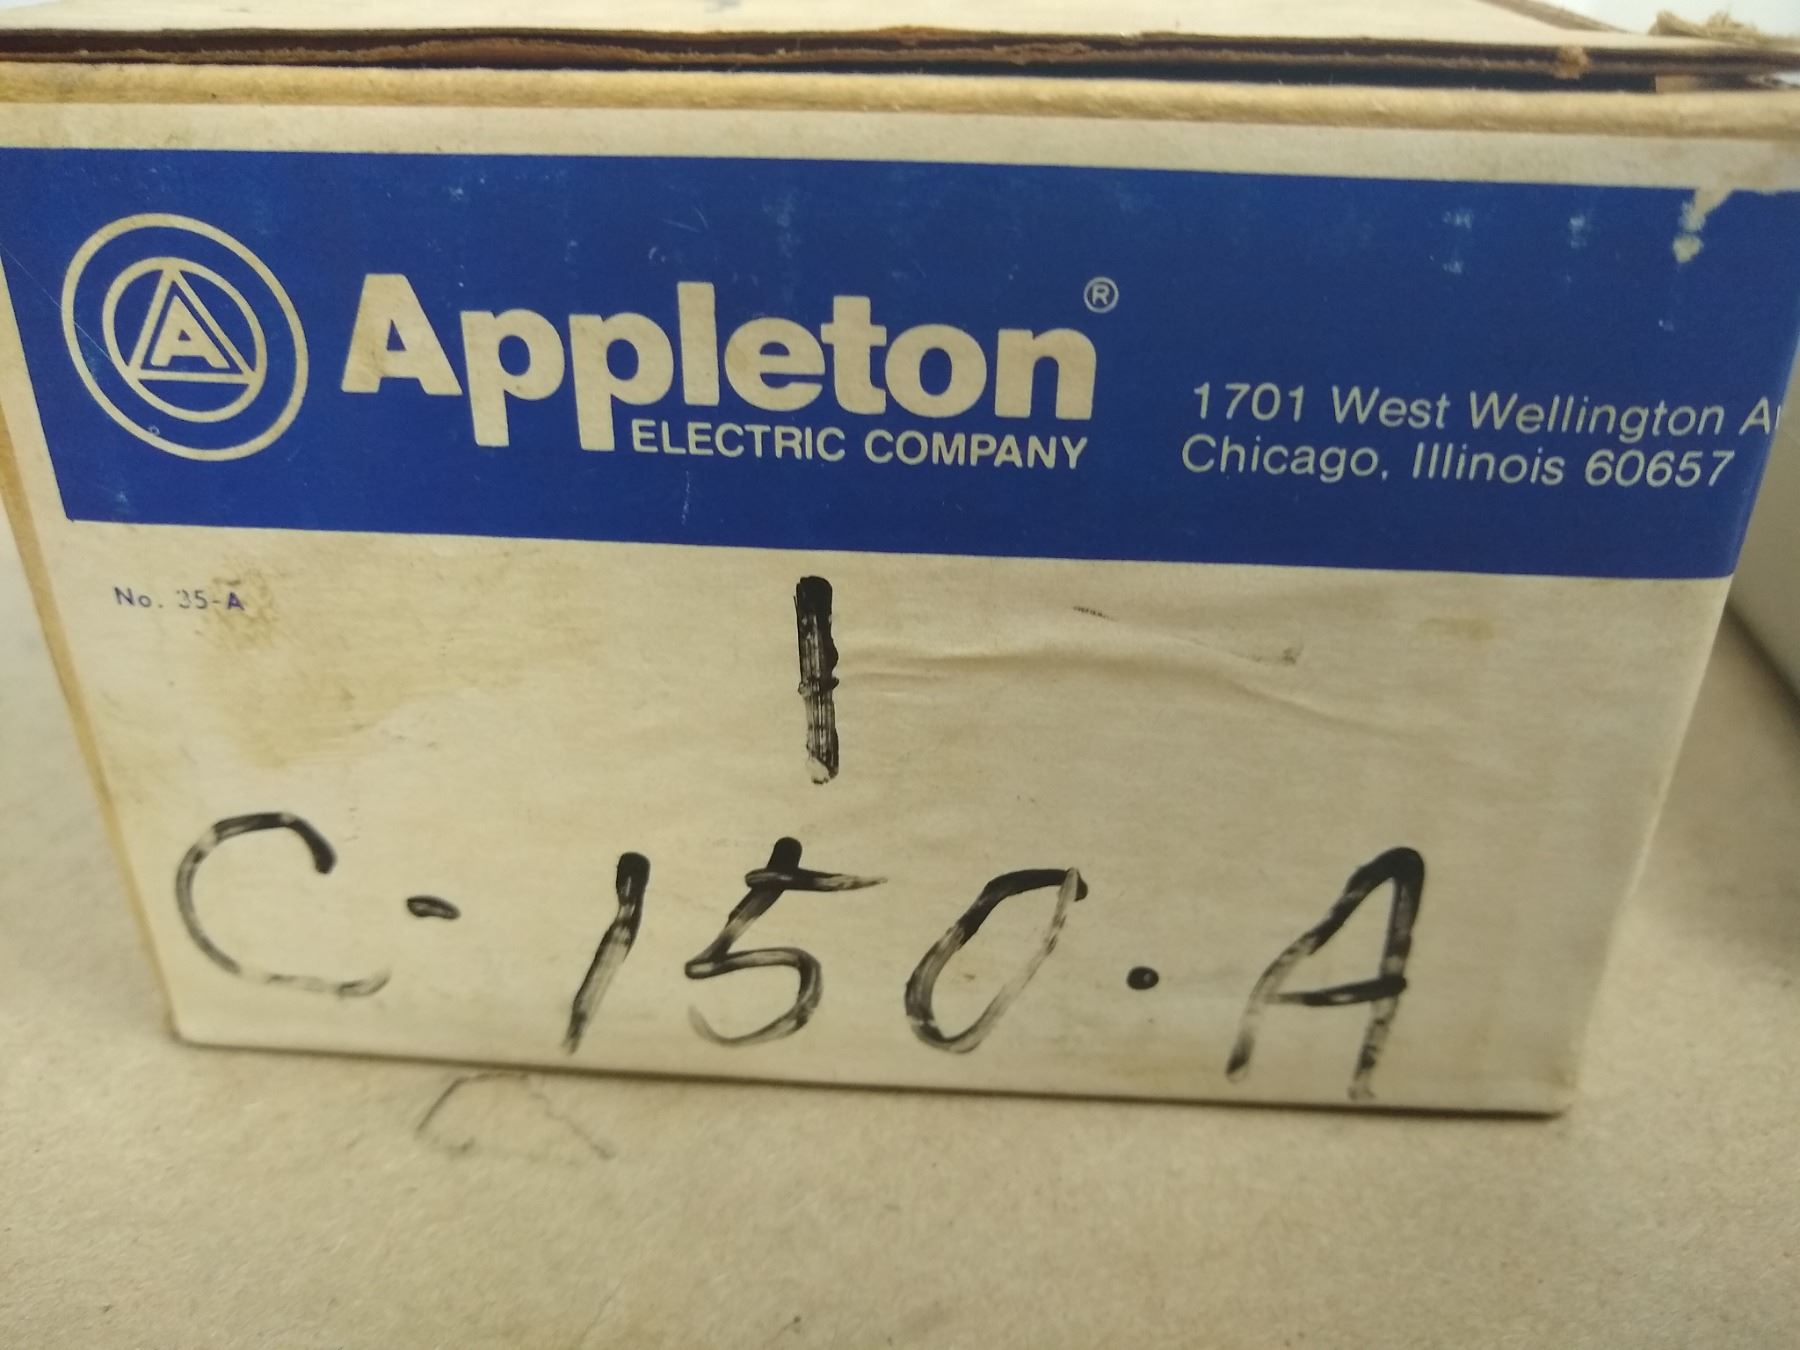 A
Appleton®
ELECTRIC COMPANY
1701 West Wellington
Chicago, Illinois 60657
No. 35-A
1
C-150.A